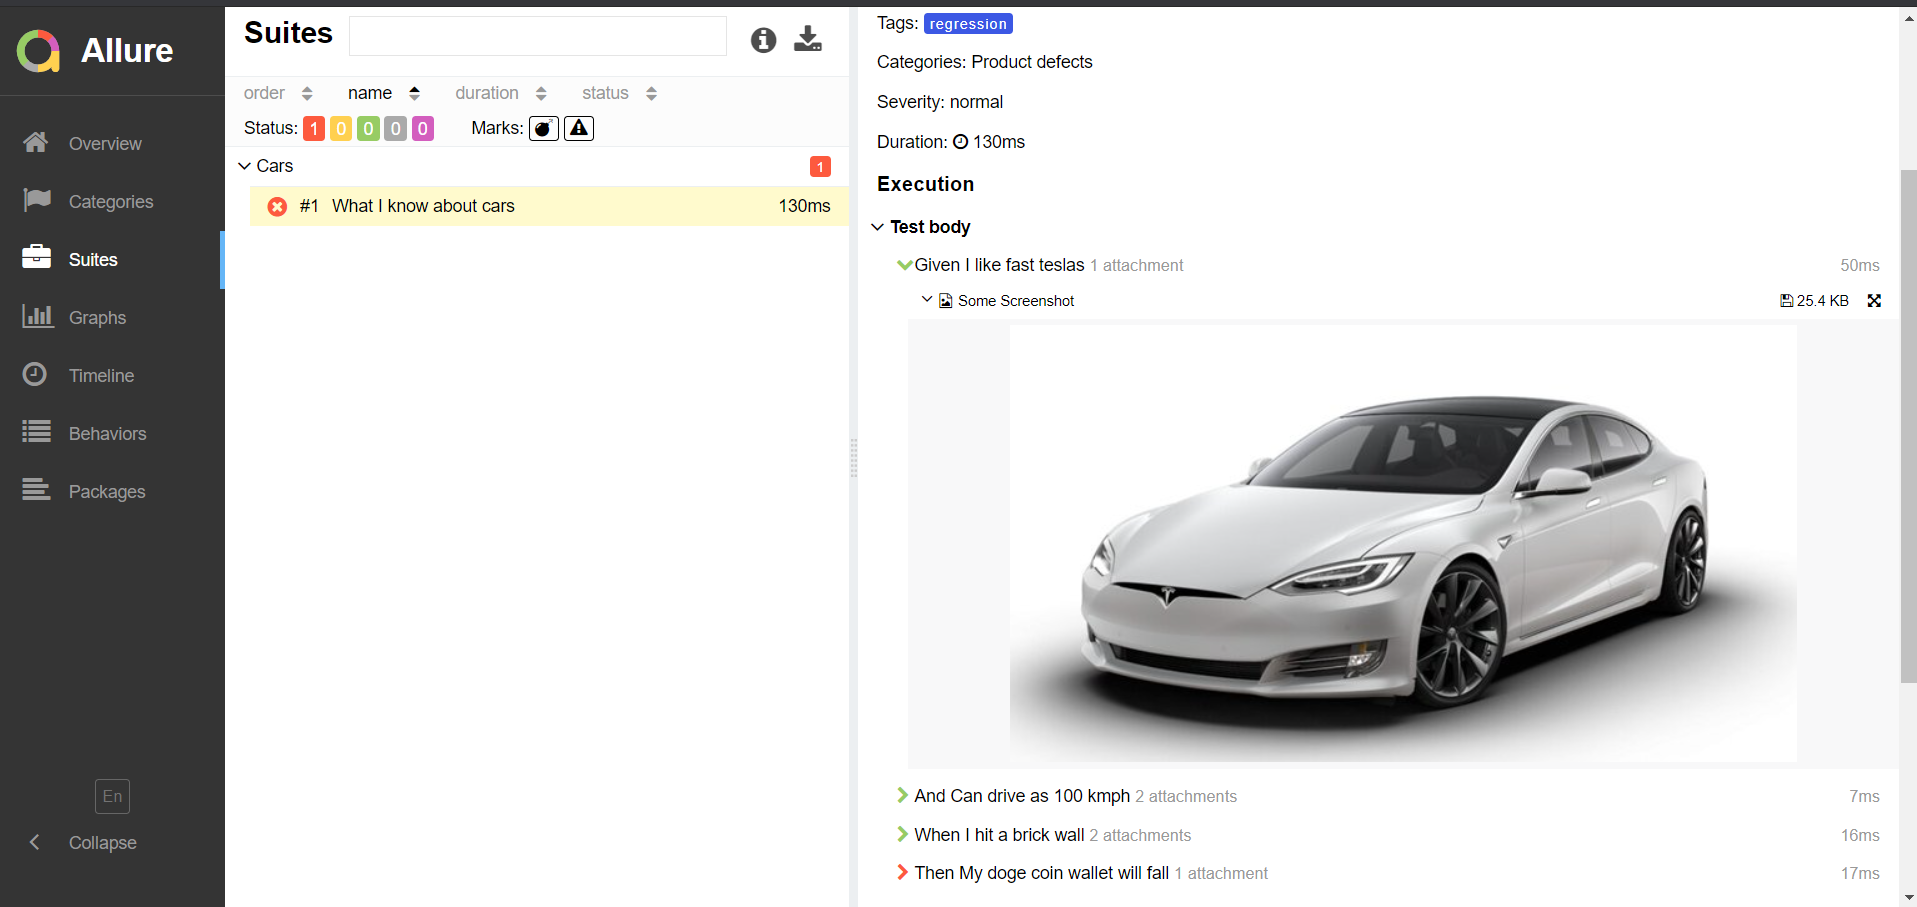 Allure
Overview
Categories
Suites
Graphs
Timeline
Behaviors
Packages
En
Collapse
Suites
order name duration status
Status: 1 0 0 0 0 Marks:
Cars 1
#1 What I know about cars 130ms
Tags: regression
Categories: Product defects
Severity: normal
Duration: 130ms
Execution
Test body
Given I like fast teslas 1 attachment 50ms
Some Screenshot 25.4 KB
And Can drive as 100 kmph 2 attachments 7ms
When I hit a brick wall 2 attachments 16ms
Then My doge coin wallet will fall 1 attachment 17ms